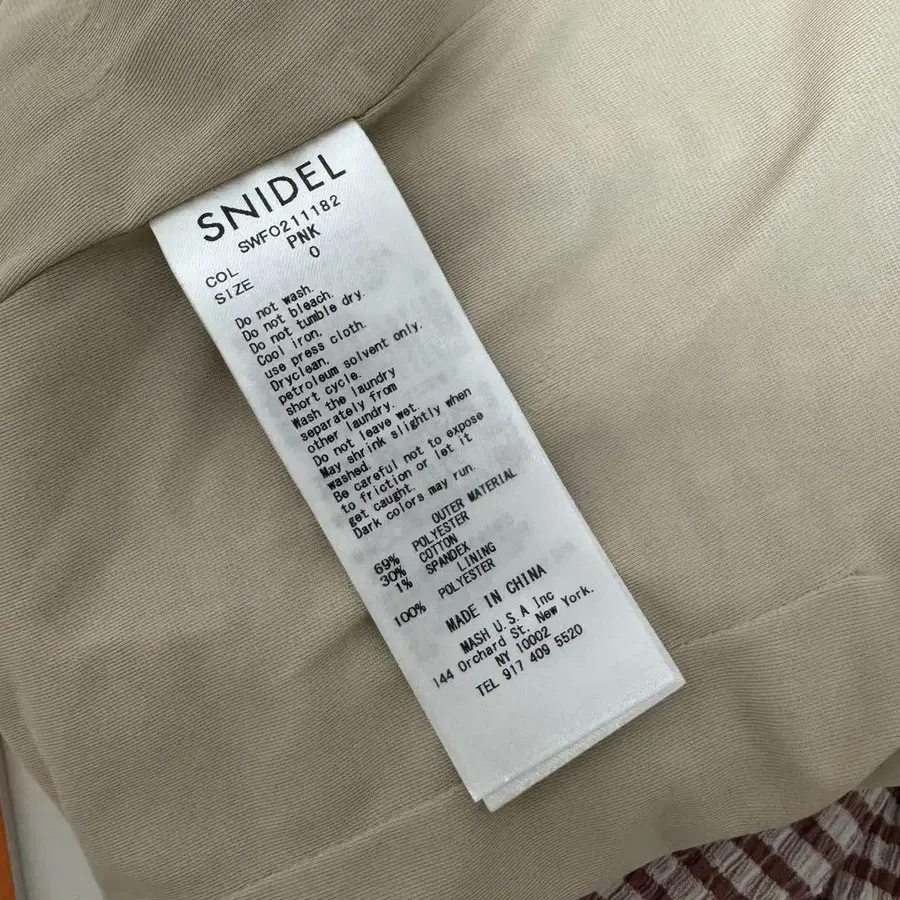 SNIDEL
SWFO211182
COL PNK
SIZE 0
Do not wash.
Do not bleach.
Do not tumble dry.
Cool iron.
use press cloth.
Dryclean.
petroleum solvent only.
short cycle.
Wash the laundry
separately from
other laundry.
Do not leave wet.
May shrink slightly when
washed.
Be careful not to expose
to friction or let it
get caught.
Dark colors may run.
OUTER MATERIAL
69% POLYESTER
30% COTTON
1% SPANDEX
LINING
100% POLYESTER
MADE IN CHINA
MASH U.S.A Inc
144 Orchard St, New York.
NY 10002
TEL 917 409 5520